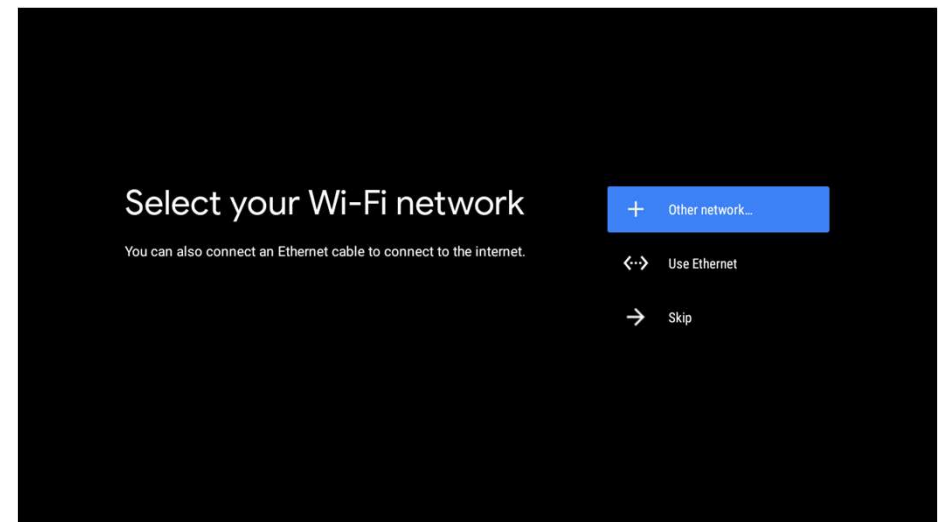 Select your Wi-Fi network
You can also connect an Ethernet cable to connect to the internet.
Other network...
Use Ethernet
Skip